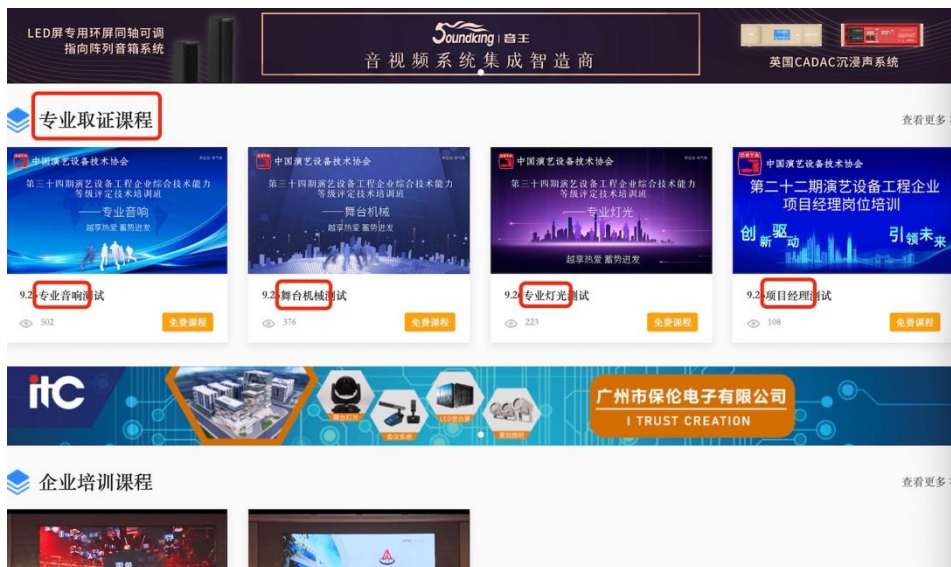 LED屏专用环屏同轴可调
指向阵列音箱系统
Soundking | 音王
音视频系统集成智造商
英国CADAC沉浸声系统
专业取证课程
查看更多
中国演艺设备技术协会
第三十四期演艺设备工程企业综合技术能力
等级评定技术培训班
——专业音响
越享热爱 蓄势进发
中国演艺设备技术协会
第三十四期演艺设备工程企业综合技术能力
等级评定技术培训班
——舞台机械
越享热爱 蓄势进发
中国演艺设备技术协会
第三十四期演艺设备工程企业综合技术能力
等级评定技术培训班
——专业灯光
越享热爱 蓄势进发
CETA
中国演艺设备技术协会
第二十二期演艺设备工程企业
项目经理岗位培训
创新驱动
引领未来
专业音响测试
舞台机械测试
专业灯光测试
项目经理测试
502
免费课程
376
免费课程
223
免费课程
108
免费课程
itC
舞台灯光
会议系统
LED显示屏
广州市保伦电子有限公司
I TRUST CREATION
企业培训课程
查看更多